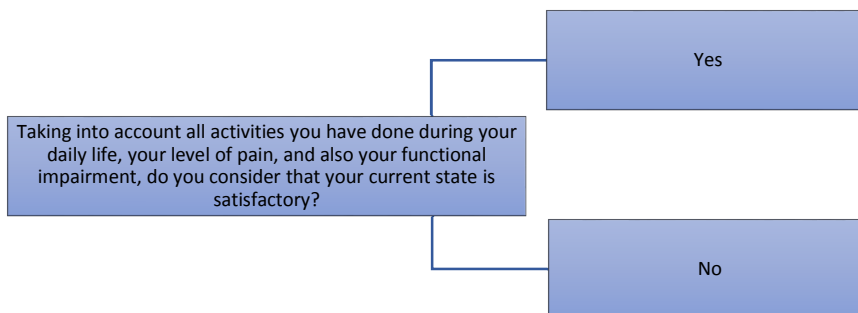 Yes
Taking into account all activities you have done during your
daily life, your level of pain, and also your functional
impairment, do you consider that your current state is
satisfactory?
No